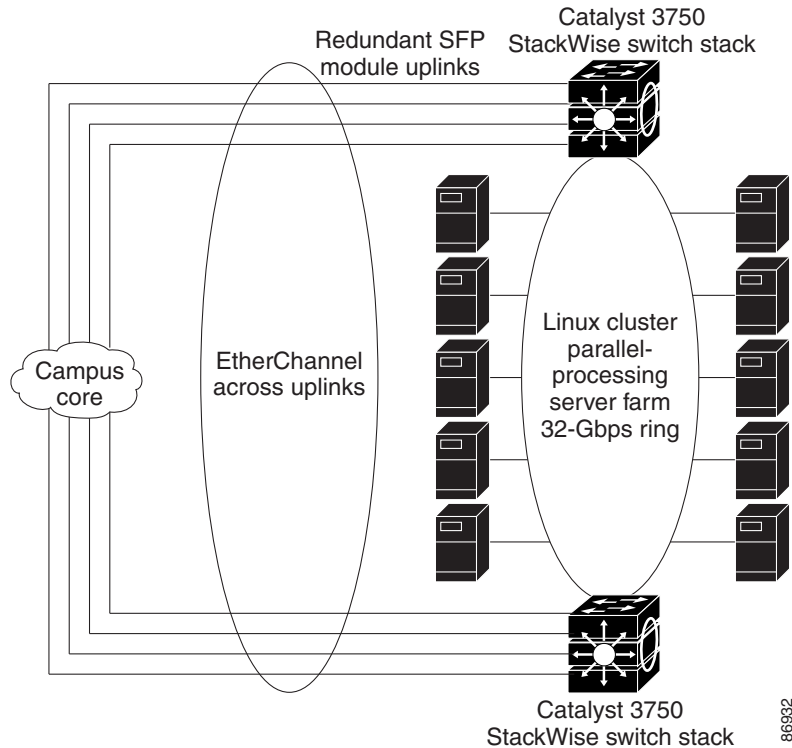 Catalyst 3750
StackWise switch stack
Redundant SFP
module uplinks
Campus
core
EtherChannel
across uplinks
Linux cluster
parallel-
processing
server farm
32-Gbps ring
Catalyst 3750
StackWise switch stack
86932